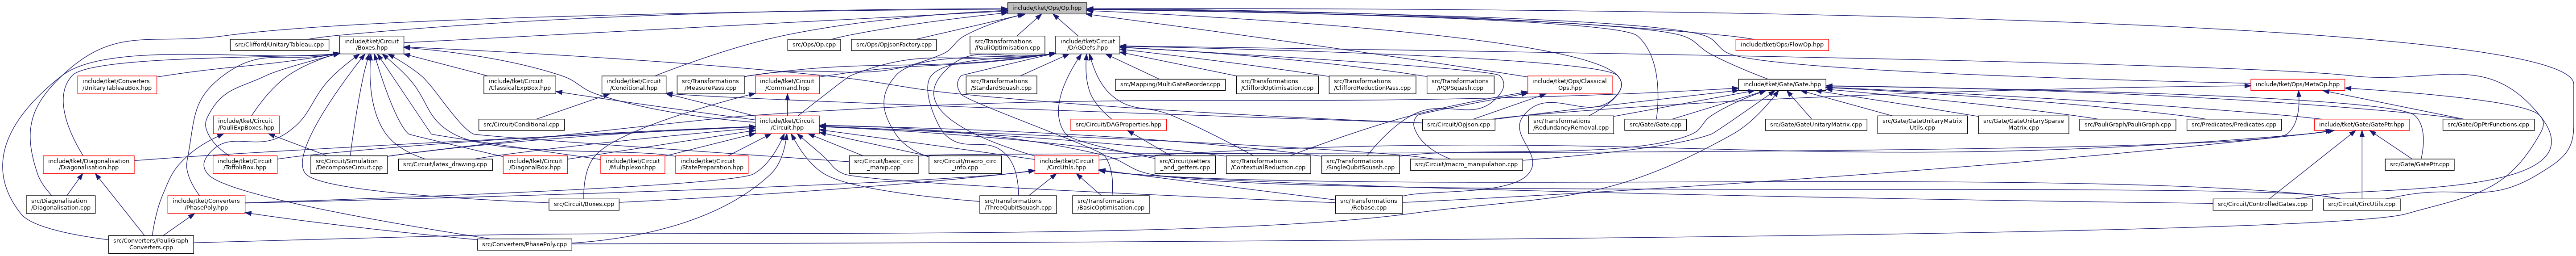 include/tket/Ops/Op.hpp
src/Clifford/UnitaryTableau.cpp
include/tket/Circuit
/Boxes.hpp
src/Ops/Op.cpp
src/Ops/OpJsonFactory.cpp
src/Transformations
/PauliOptimisation.cpp
include/tket/Circuit
/DAGDefs.hpp
include/tket/Ops/FlowOp.hpp
include/tket/Converters
/UnitaryTableauBox.hpp
include/tket/Circuit
/ClassicalExpBox.hpp
include/tket/Circuit
/Conditional.hpp
src/Transformations
/MeasurePass.cpp
include/tket/Circuit
/Command.hpp
src/Transformations
/StandardSquash.cpp
src/Mapping/MultiGateReorder.cpp
src/Transformations
/CliffordOptimisation.cpp
src/Transformations
/CliffordReductionPass.cpp
src/Transformations
/PQPSquash.cpp
include/tket/Ops/Classical
Ops.hpp
include/tket/Gate/Gate.hpp
include/tket/Ops/MetaOp.hpp
include/tket/Circuit
/PauliExpBoxes.hpp
src/Circuit/Conditional.cpp
include/tket/Circuit
/Circuit.hpp
src/Circuit/DAGProperties.hpp
src/Circuit/OpJson.cpp
src/Transformations
/RedundancyRemoval.cpp
src/Gate/Gate.cpp
src/Gate/GateUnitaryMatrix.cpp
src/Gate/GateUnitaryMatrix
Utils.cpp
src/Gate/GateUnitarySparse
Matrix.cpp
src/PauliGraph/PauliGraph.cpp
src/Predicates/Predicates.cpp
include/tket/Gate/GatePtr.hpp
src/Gate/OpPtrFunctions.cpp
include/tket/Diagonalisation
/Diagonalisation.hpp
include/tket/Circuit
/ToffoliBox.hpp
src/Circuit/Simulation
/DecomposeCircuit.cpp
src/Circuit/latex_drawing.cpp
include/tket/Circuit
/DiagonalBox.hpp
include/tket/Circuit
/Multiplexor.hpp
include/tket/Circuit
/StatePreparation.hpp
src/Circuit/basic_circ
_manip.cpp
src/Circuit/macro_circ
_info.cpp
include/tket/Circuit
/CircUtils.hpp
src/Circuit/setters
_and_getters.cpp
src/Transformations
/ContextualReduction.cpp
src/Transformations
/SingleQubitSquash.cpp
src/Circuit/macro_manipulation.cpp
src/Gate/GatePtr.cpp
src/Diagonalisation
/Diagonalisation.cpp
include/tket/Converters
/PhasePoly.hpp
src/Circuit/Boxes.cpp
src/Transformations
/ThreeQubitSquash.cpp
src/Transformations
/BasicOptimisation.cpp
src/Transformations
/Rebase.cpp
src/Circuit/ControlledGates.cpp
src/Circuit/CircUtils.cpp
src/Converters/PauliGraph
Converters.cpp
src/Converters/PhasePoly.cpp